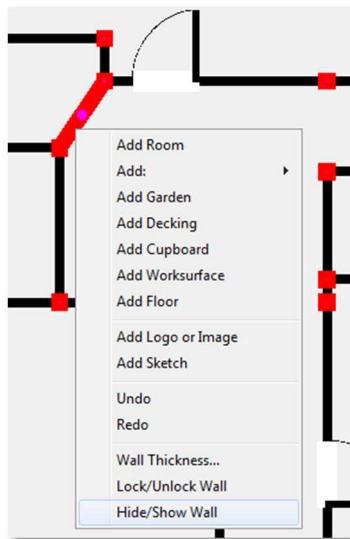 Add Room
Add:
Add Garden
Add Decking
Add Cupboard
Add Worksurface
Add Floor
Add Logo or Image
Add Sketch
Undo
Redo
Wall Thickness...
Lock/Unlock Wall
Hide/Show Wall